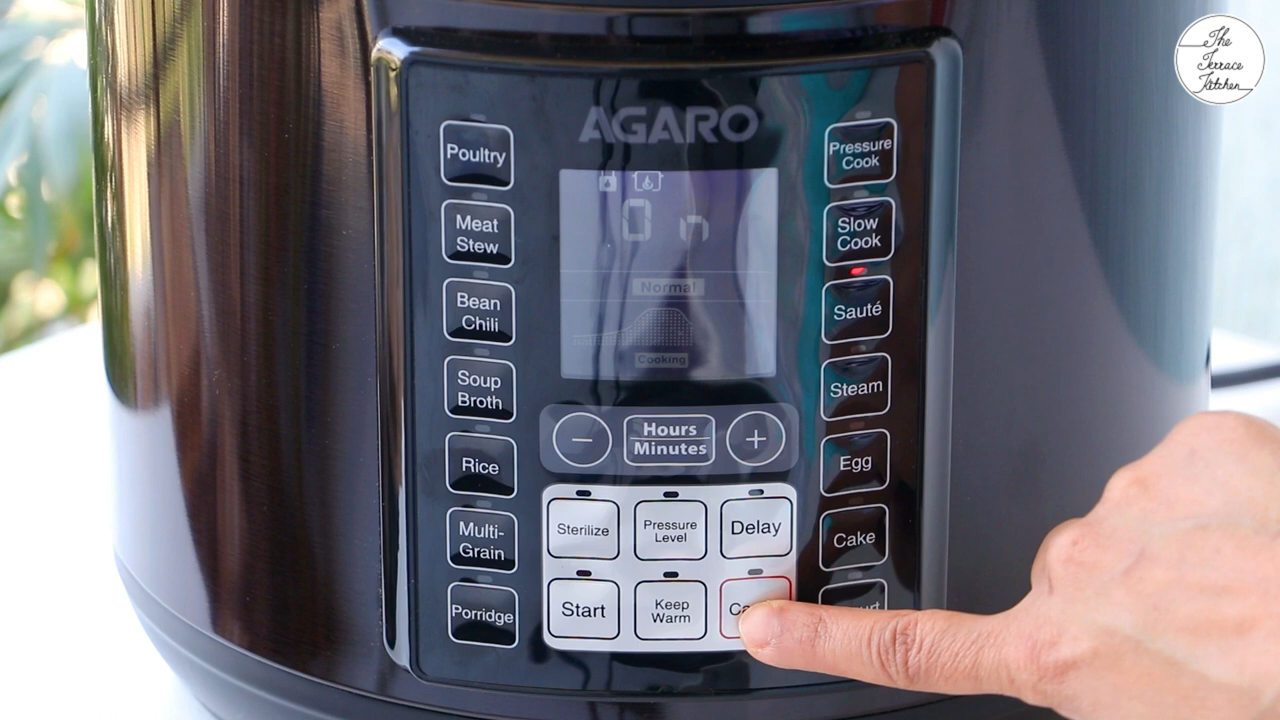 The
Terrace
Kitchen
AGARO
Poultry
Meat
Stew
Bean
Chili
Soup
Broth
Rice
Multi-
Grain
Porridge
On
Normal
Cooking
Hours
Minutes
Sterilize
Pressure
Level
Delay
Start
Keep
Warm
Pressure
Cook
Slow
Cook
Sauté
Steam
Egg
Cake